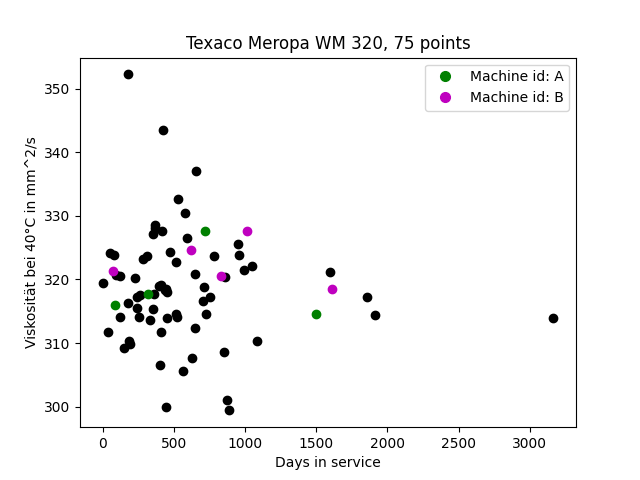 Texaco Meropa WM 320, 75 points
Machine id: A
Machine id: B
Viskosität bei 40°C in mm^2/s
350
340
330
320
310
300
0 500 1000 1500 2000 2500 3000
Days in service